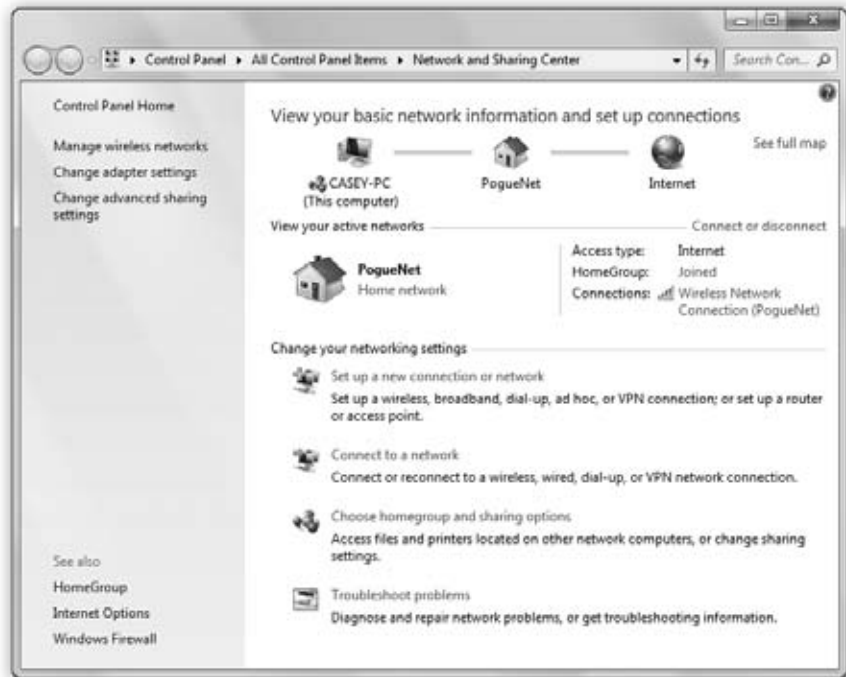 Control Panel ▸ All Control Panel Items ▸ Network and Sharing Center
Search Con...
Control Panel Home
Manage wireless networks
Change adapter settings
Change advanced sharing
settings
See also
HomeGroup
Internet Options
Windows Firewall
View your basic network information and set up connections
See full map
CASEY-PC
(This computer)
PogueNet
Internet
View your active networks
Connect or disconnect
PogueNet
Home network
Access type: Internet
HomeGroup: Joined
Connections: Wireless Network
Connection (PogueNet)
Change your networking settings
Set up a new connection or network
Set up a wireless, broadband, dial-up, ad hoc, or VPN connection; or set up a router
or access point.
Connect to a network
Connect or reconnect to a wireless, wired, dial-up, or VPN network connection.
Choose homegroup and sharing options
Access files and printers located on other network computers, or change sharing
settings.
Troubleshoot problems
Diagnose and repair network problems, or get troubleshooting information.